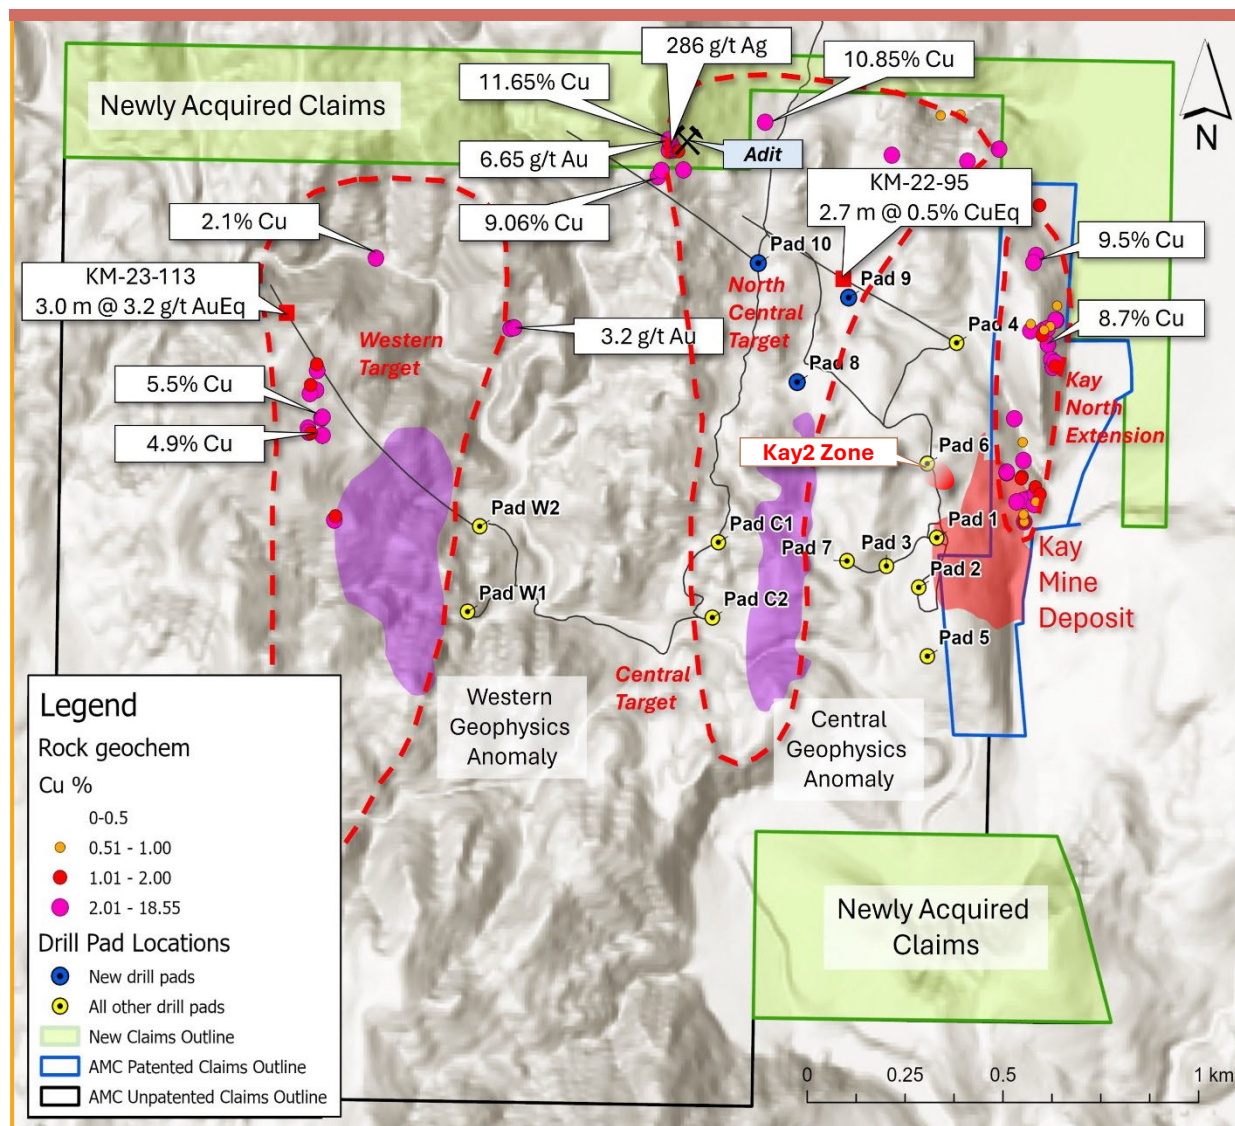 286 g/t Ag
11.65% Cu
10.85% Cu
Newly Acquired Claims
6.65 g/t Au
Adit
N
9.06% Cu
KM-22-95
2.7 m @ 0.5% CuEq
2.1% Cu
9.5% Cu
Pad 10
KM-23-113
3.0 m @ 3.2 g/t AuEq
Pad 9
North
Central
Target
Western
Target
3.2 g/t Au
Pad 4
8.7% Cu
Pad 8
5.5% Cu
Kay
North
Extension
4.9% Cu
Kay2 Zone
Pad 6
Pad W2
Pad C1
Pad 1
Pad 7
Pad 3
Kay
Mine
Deposit
Pad 2
Pad W1
Pad C2
Pad 5
Central
Target
Western
Geophysics
Anomaly
Central
Geophysics
Anomaly
Legend
Rock geochem
Cu %
0-0.5
0.51 - 1.00
1.01 - 2.00
2.01 - 18.55
Drill Pad Locations
New drill pads
All other drill pads
New Claims Outline
AMC Patented Claims Outline
AMC Unpatented Claims Outline
Newly Acquired
Claims
0 0.25 0.5 1 km